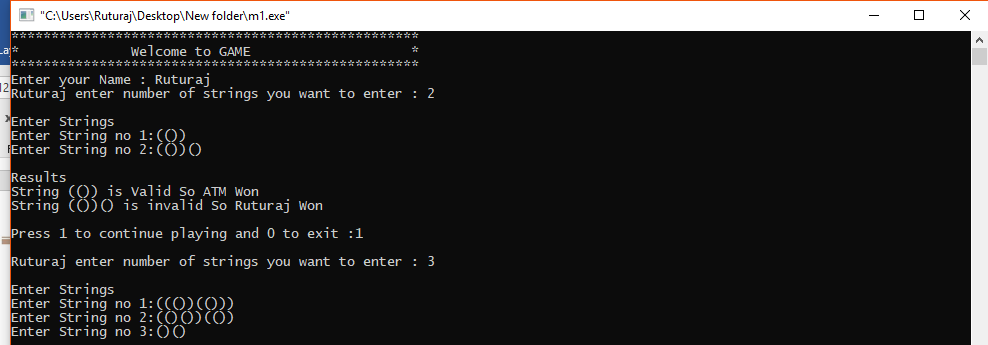 "C:\Users\Ruturaj\Desktop\New folder\m1.exe"
***************************************************
* Welcome to GAME *
***************************************************
Enter your Name : Ruturaj
Ruturaj enter number of strings you want to enter : 2
Enter Strings
Enter String no 1:(())
Enter String no 2:(())()
Results
String (()) is Valid So ATM Won
String (())() is invalid So Ruturaj Won
Press 1 to continue playing and 0 to exit :1
Ruturaj enter number of strings you want to enter : 3
Enter Strings
Enter String no 1:((())(()))
Enter String no 2:(()())(())
Enter String no 3:()()